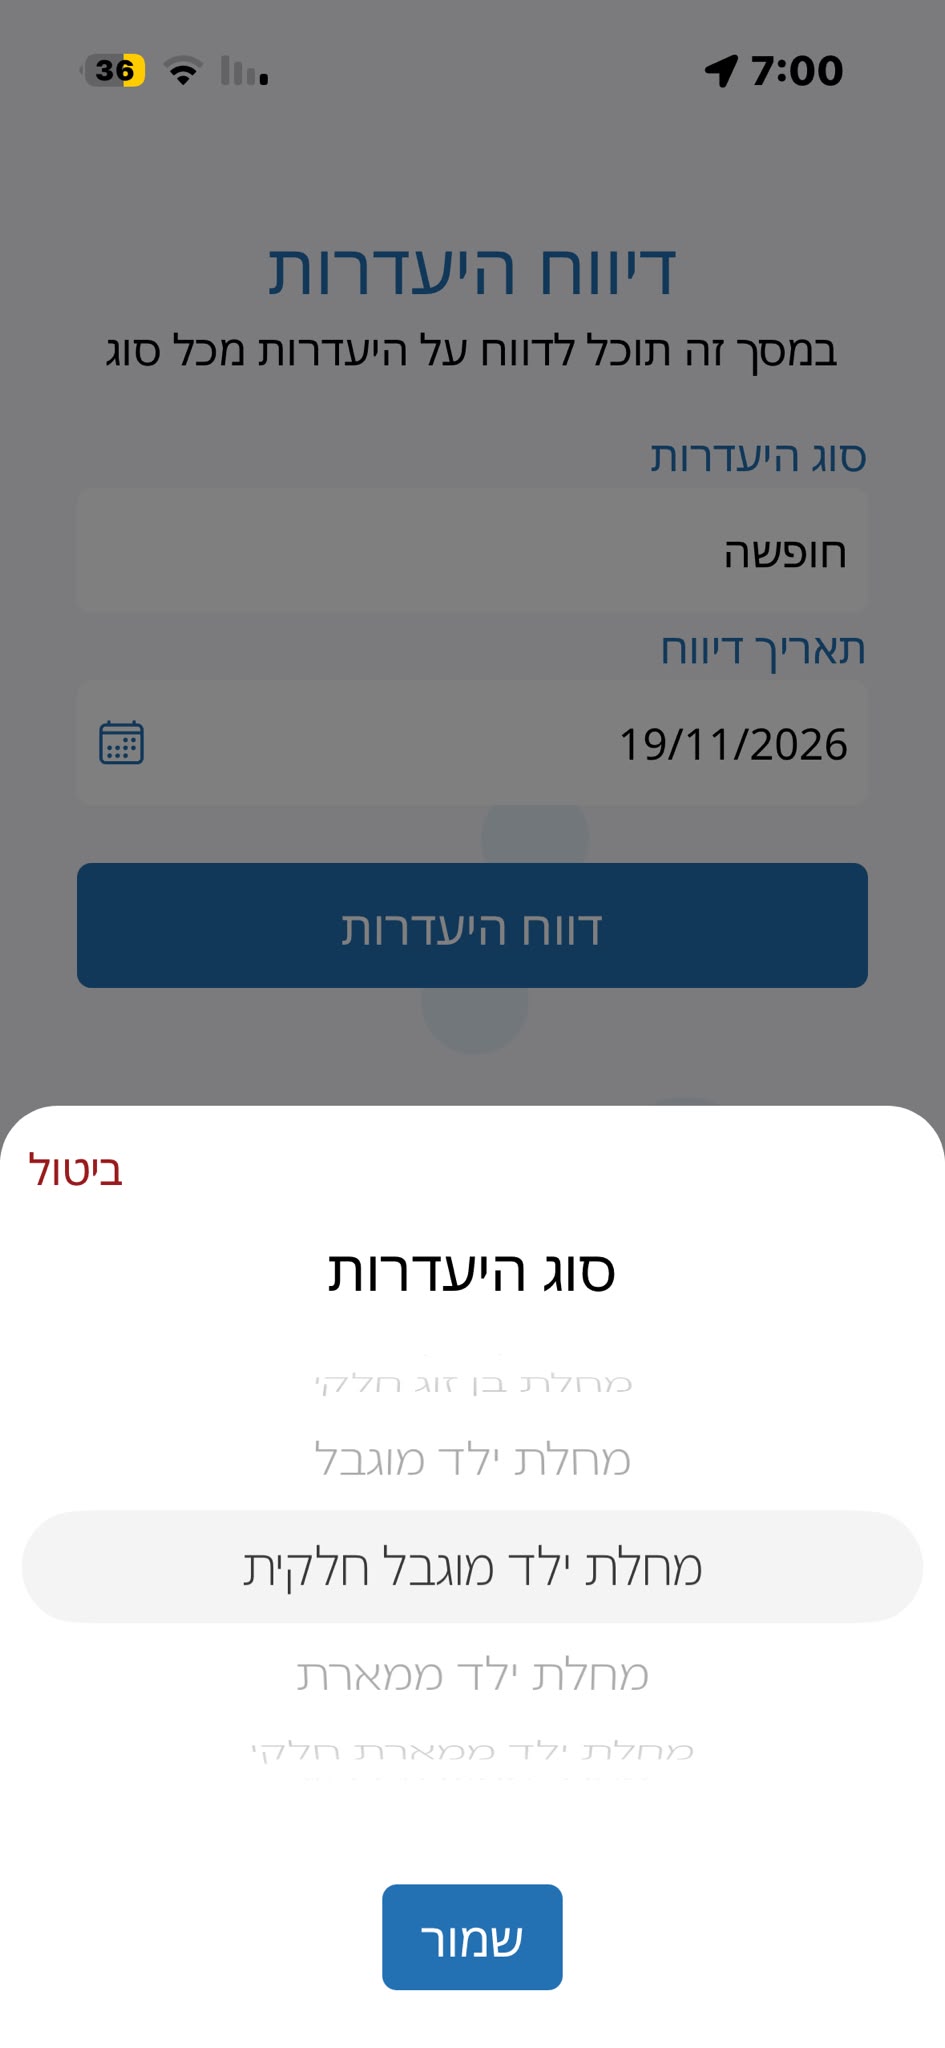 7:00
36
דיווח היעדרות
במסך זה תוכל לדווח על היעדרות מכל סוג
סוג היעדרות
חופשה
תאריך דיווח
19/11/2026
דווח היעדרות
ביטול
סוג היעדרות
מחלת בן זוג חלקי
מחלת ילד מוגבל
מחלת ילד מוגבל חלקית
מחלת ילד ממארת
מחלת ילד ממארת חלקי
שמור